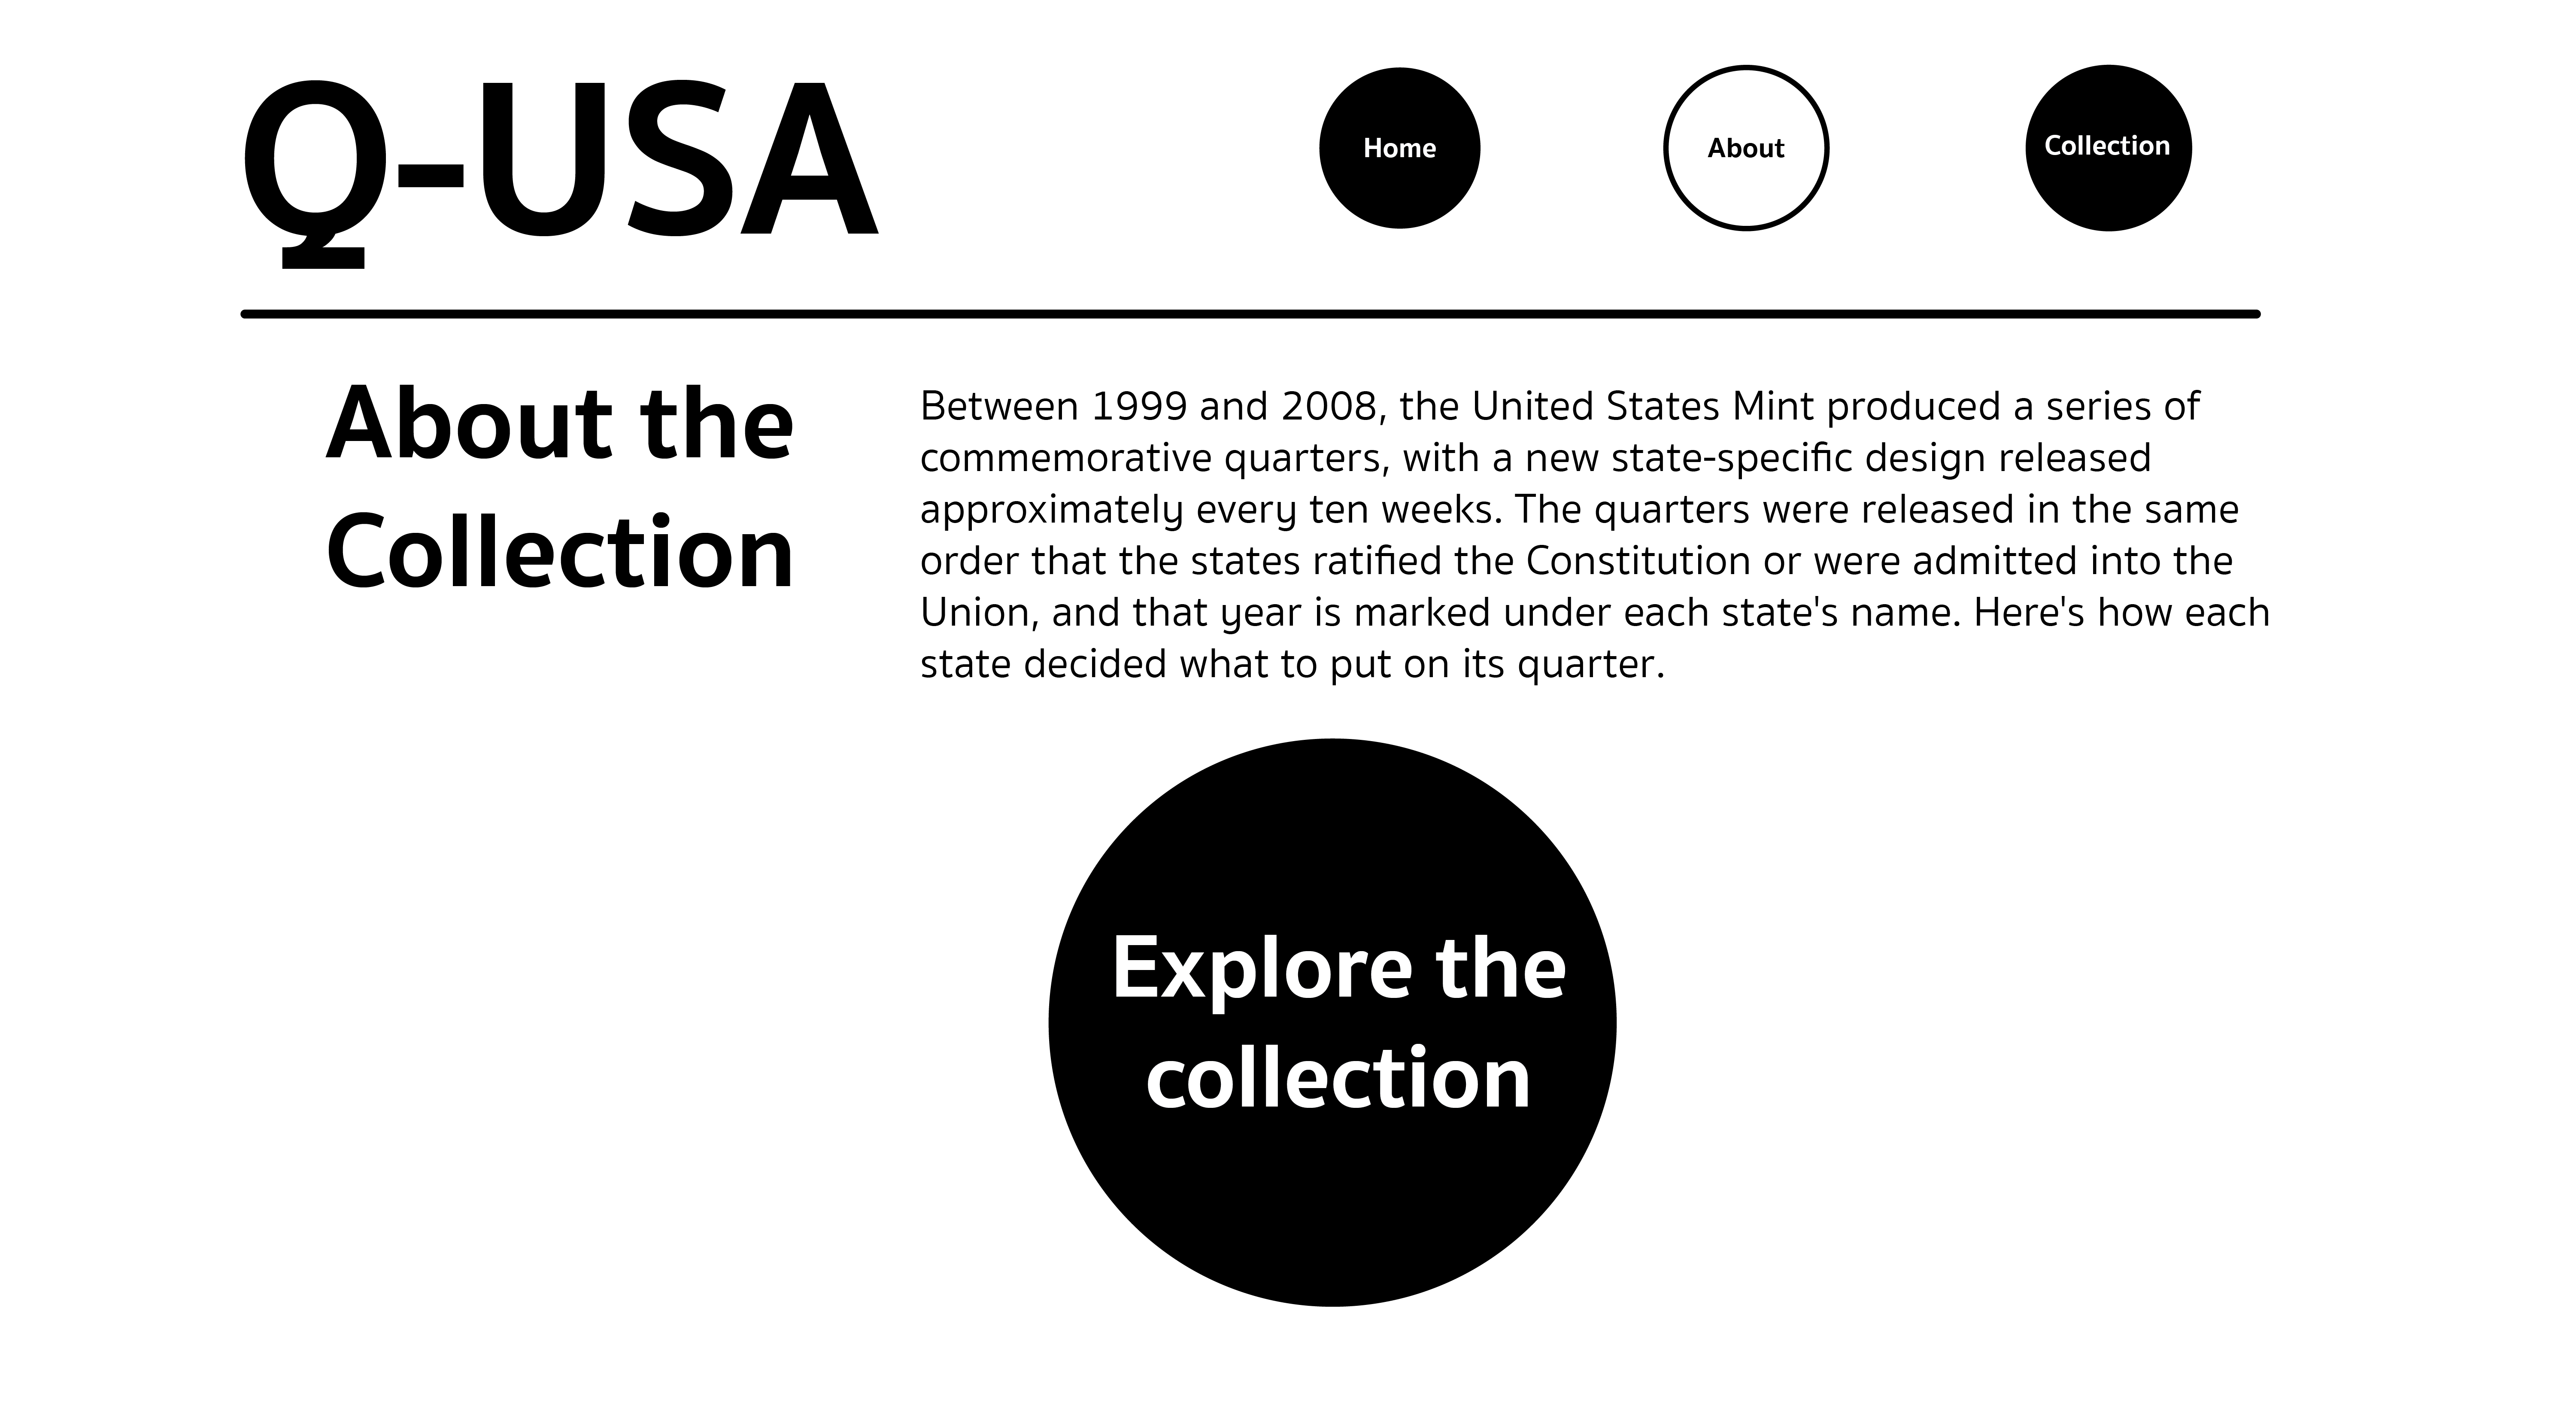 Q-USA
Home
About
Collection
About the
Collection
Between 1999 and 2008, the United States Mint produced a series of
commemorative quarters, with a new state-specific design released
approximately every ten weeks. The quarters were released in the same
order that the states ratified the Constitution or were admitted into the
Union, and that year is marked under each state's name. Here's how each
state decided what to put on its quarter.
Explore the
collection